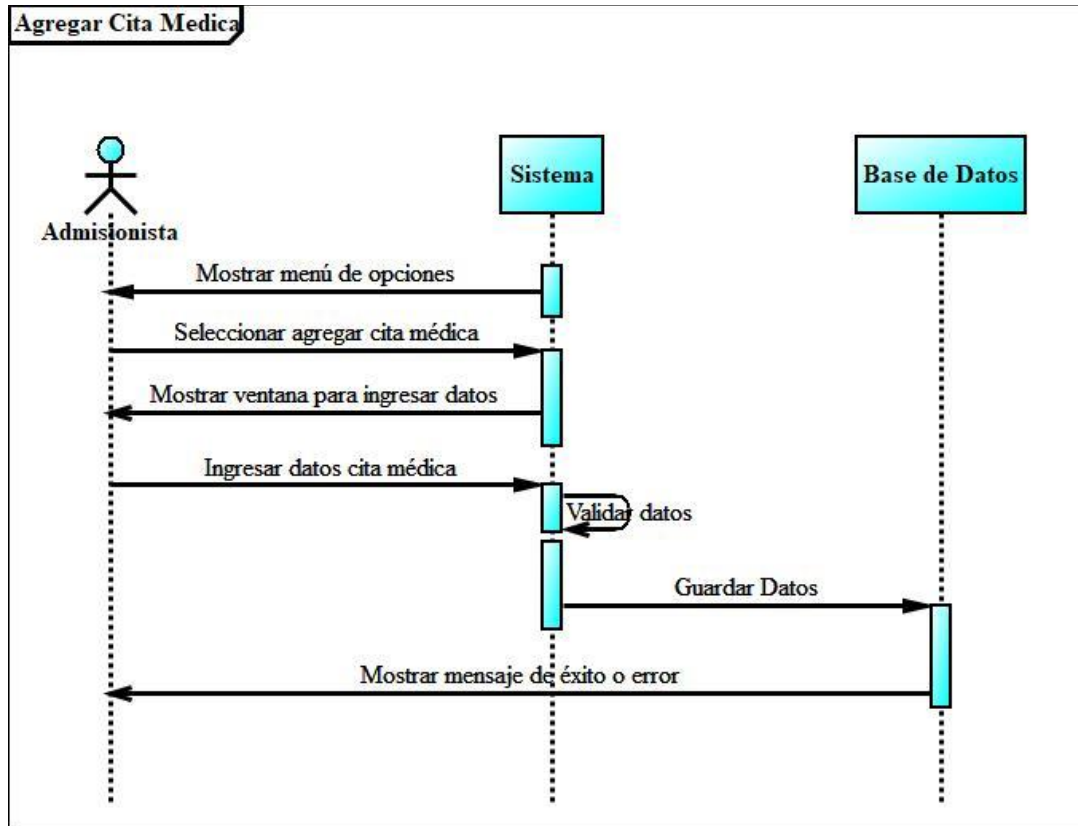 Agregar Cita Medica
Sistema
Base de Datos
Admisionista
Mostrar menú de opciones
Seleccionar agregar cita médica
Mostrar ventana para ingresar datos
Ingresar datos cita médica
Validar datos
Guardar Datos
Mostrar mensaje de éxito o error